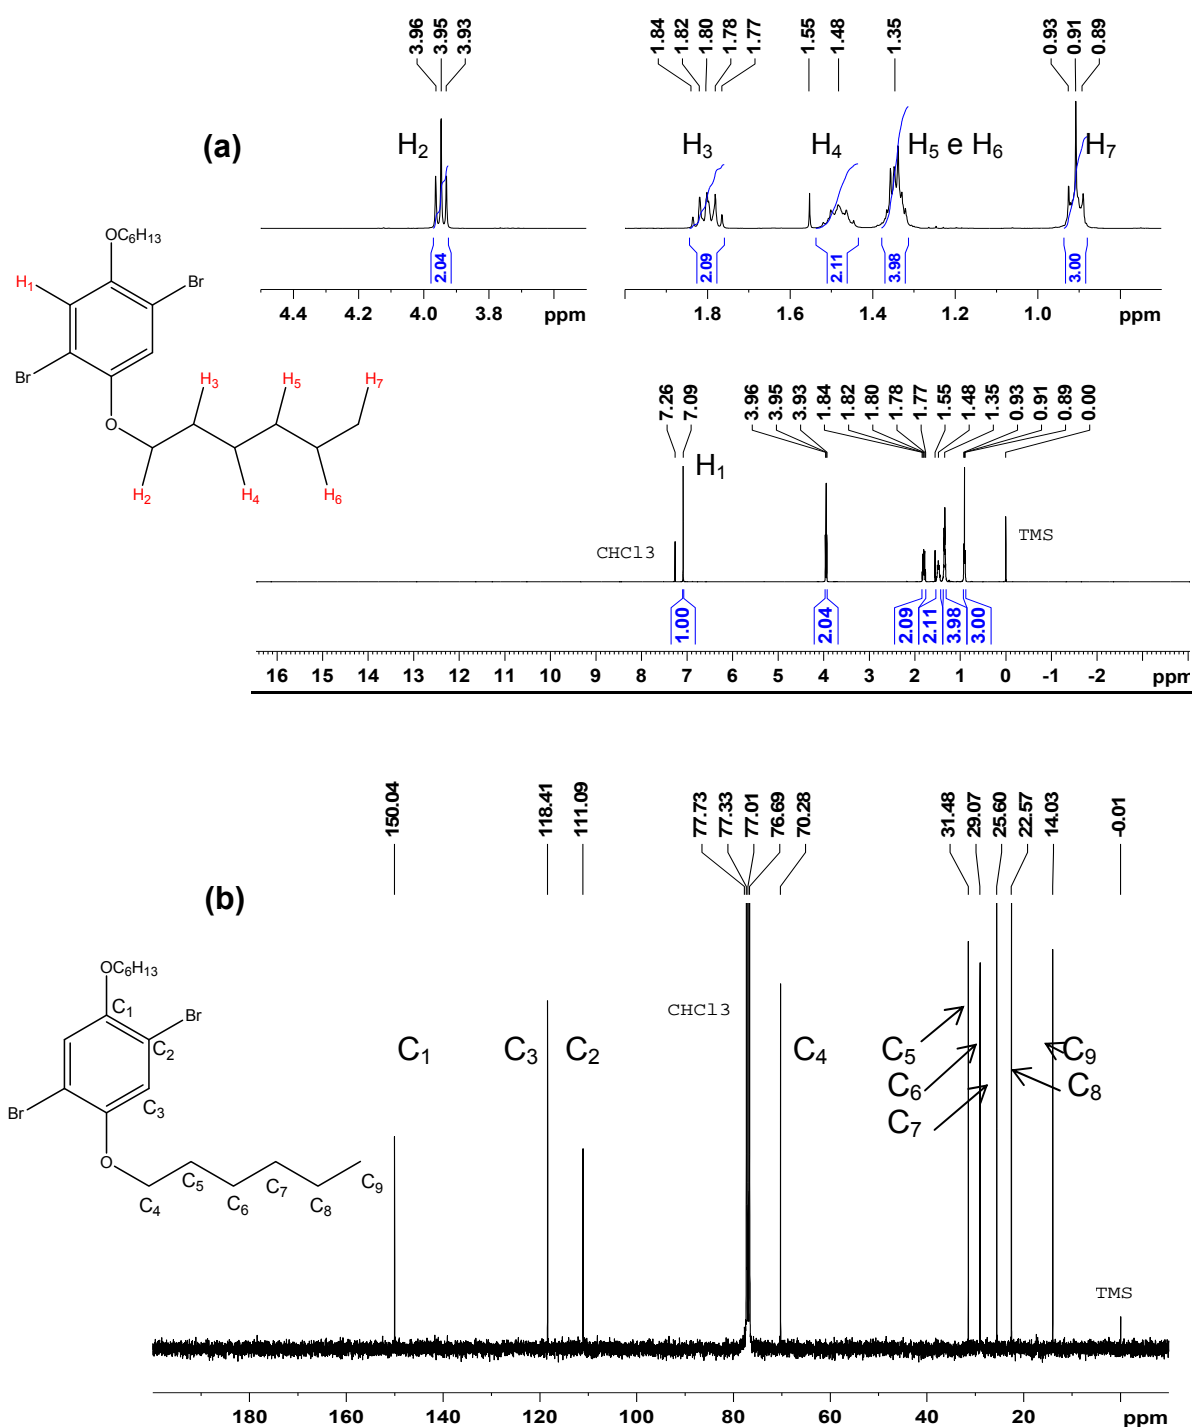 3.96 3.95 3.93 1.84 1.82 1.80 1.78 1.77 1.55 1.48 1.35 0.93 0.91 0.89
(a) H2 H3 H4 H5 e H6 H7
2.04 2.09 2.11 3.98 3.00
4.4 4.2 4.0 3.8 ppm 1.8 1.6 1.4 1.2 1.0 ppm
OC6H13
H1
Br
Br
H3 H5 H7
O
H2 H4 H6
7.26 7.09 3.96 3.95 3.93 1.84 1.82 1.80 1.78 1.77 1.55 1.48 1.35 0.93 0.91 0.89 0.00
H1
CHCl3 TMS
1.00 2.04 2.09 2.11 3.98 3.00
16 15 14 13 12 11 10 9 8 7 6 5 4 3 2 1 0 -1 -2 ppm
150.04 118.41 111.09 77.73 77.33 77.01 76.69 70.28 31.48 29.07 25.60 22.57 14.03 -0.01
(b)
OC6H13
C1
Br
C2
Br
C3
O
C4 C5 C6 C7 C8 C9
CHCl3
C1 C3 C2 C4 C5 C9
C6 C8
C7
TMS
180 160 140 120 100 80 60 40 20 ppm